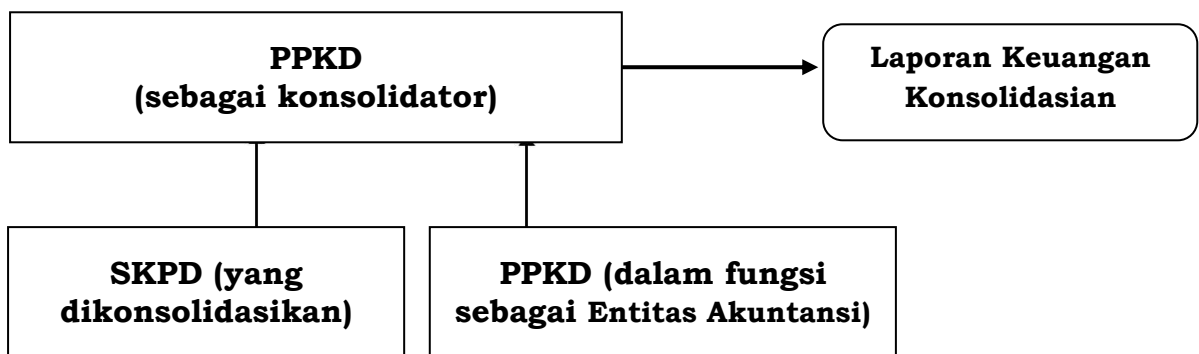 PPKD
(sebagai konsolidator)
Laporan Keuangan
Konsolidasian
SKPD (yang
dikonsolidasikan)
PPKD (dalam fungsi
sebagai Entitas Akuntansi)